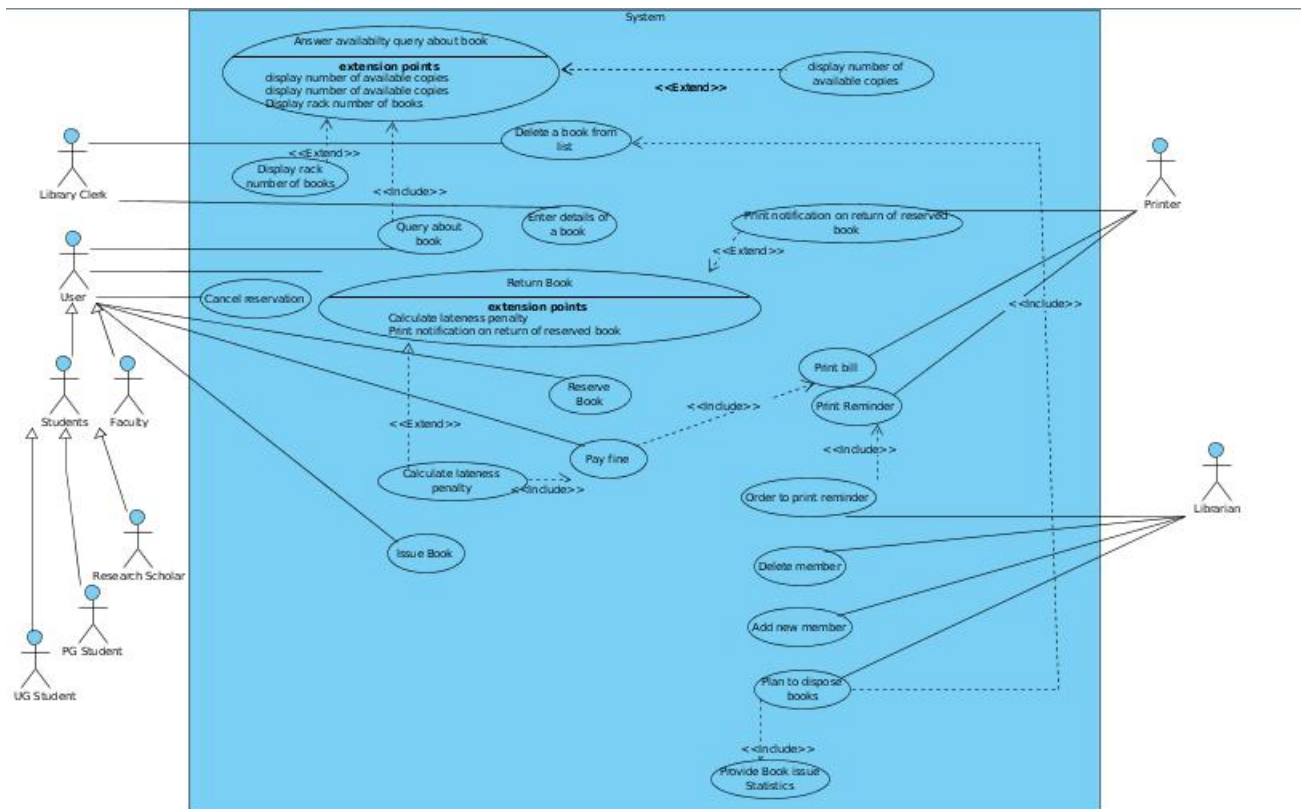 System
Answer availabilty query about book
extension points
display number of available copies
display number of available copies
Display rack number of books
display number of
available copies
<<Extend>>
Delete a book from
list
<<Extend>>
Display rack
number of books
<<Include>>
Library Clerk
Printer
Enter details of
a book
Print notification on return of reserved
book
Query about
book
<<Extend>>
User
Return Book
extension points
Calculate lateness penalty
Print notification on return of reserved book
Cancel reservation
<<Include>>
Print bill
Reserve
Book
Print Reminder
<<Include>>
Students
Faculty
<<Extend>>
<<Include>>
Pay fine
Calculate lateness
penalty
<<Include>>
Order to print reminder
Librarian
Issue Book
Delete member
Research Scholar
Add new member
PG Student
UG Student
Plan to dispose
books
<<Include>>
Provide Book issue
Statistics